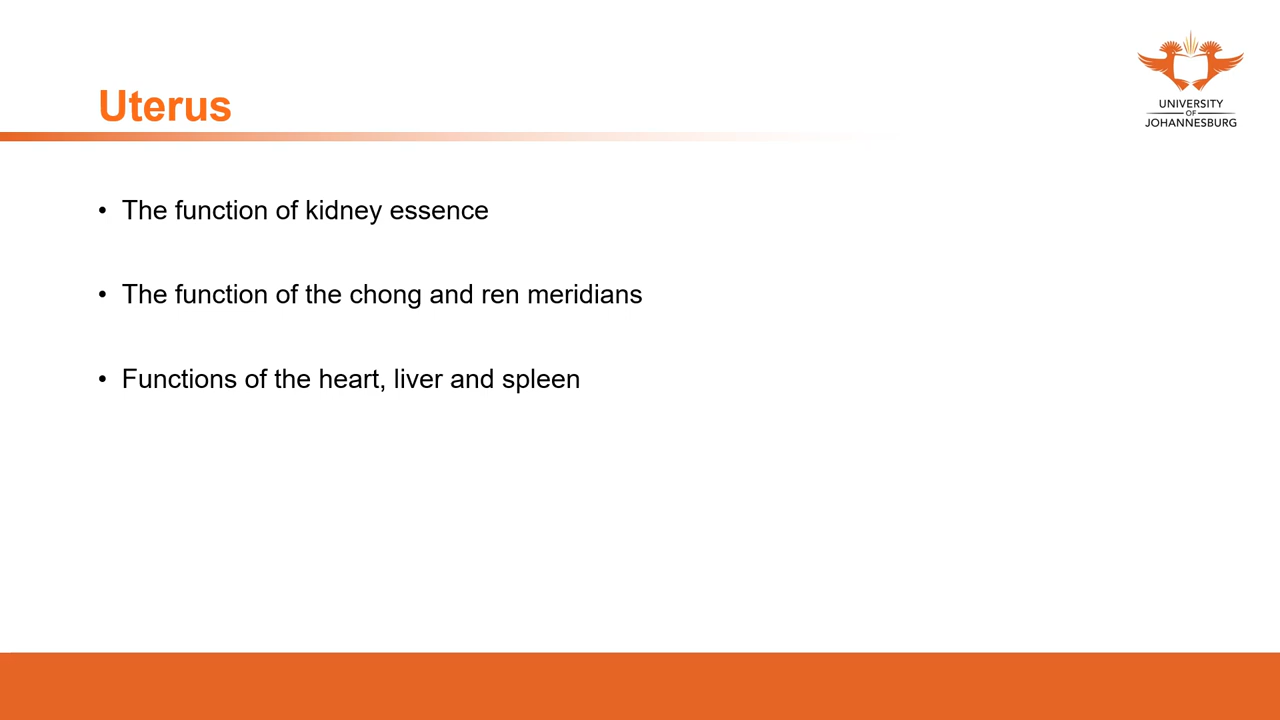 UNIVERSITY
OF
JOHANNESBURG
Uterus
• The function of kidney essence
• The function of the chong and ren meridians
• Functions of the heart, liver and spleen